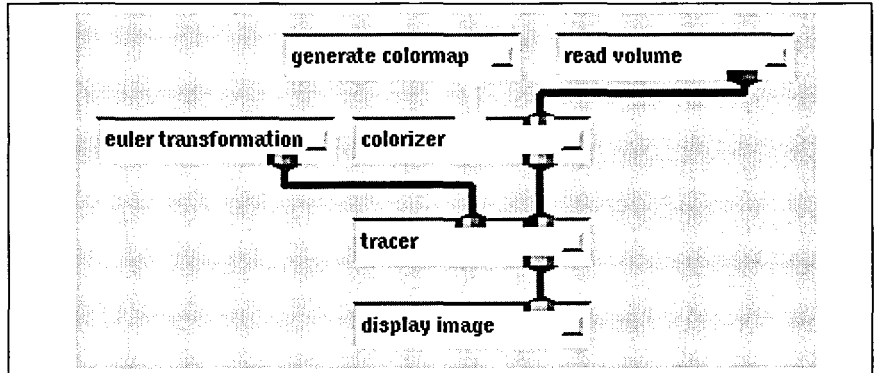 generate colormap
read volume
euler transformation
colorizer
tracer
display image